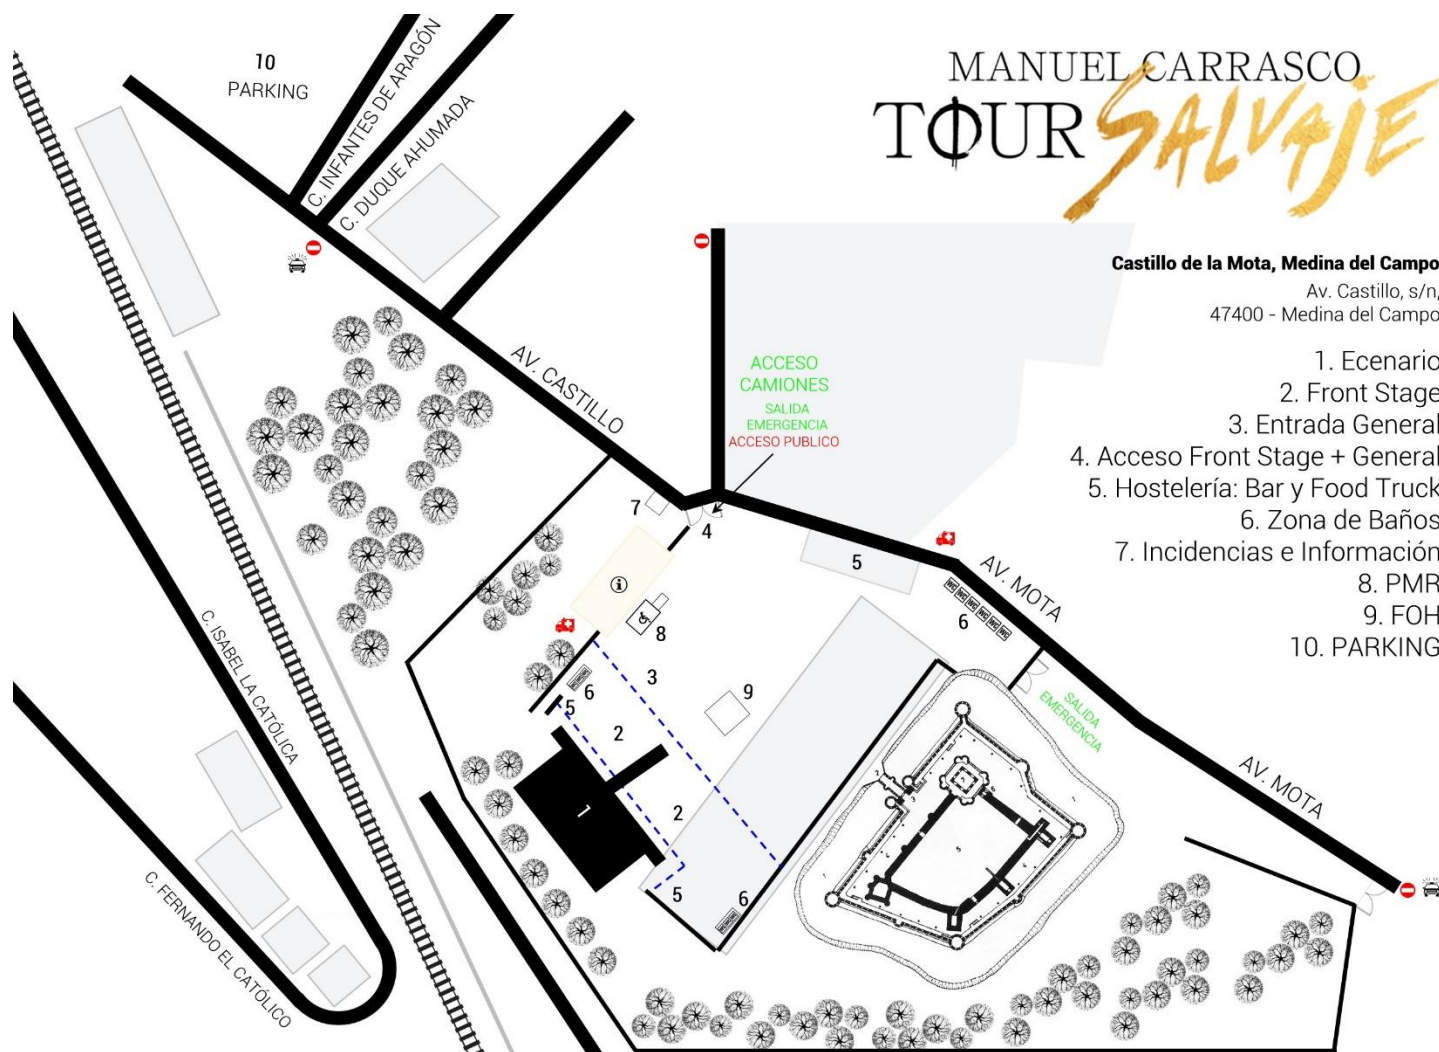 MANUEL CARRASCO
TOUR SALVAJE
Castillo de la Mota, Medina del Campo
Av. Castillo, s/n,
47400 - Medina del Campo
1. Ecenario
2. Front Stage
3. Entrada General
4. Acceso Front Stage + General
5. Hostelería: Bar y Food Truck
6. Zona de Baños
7. Incidencias e Información
8. PMR
9. FOH
10. PARKING
10
PARKING
C. INFANTES DE ARAGÓN
C. DUQUE AHUMADA
AV. CASTILLO
ACCESO
CAMIONES
SALIDA
EMERGENCIA
ACCESO PUBLICO
7
4
5
AV. MOTA
6
8
3
6
5
2
9
SALIDA
EMERGENCIA
1
2
5
6
AV. MOTA
C. ISABEL LA CATÓLICA
C. FERNANDO EL CATÓLICO